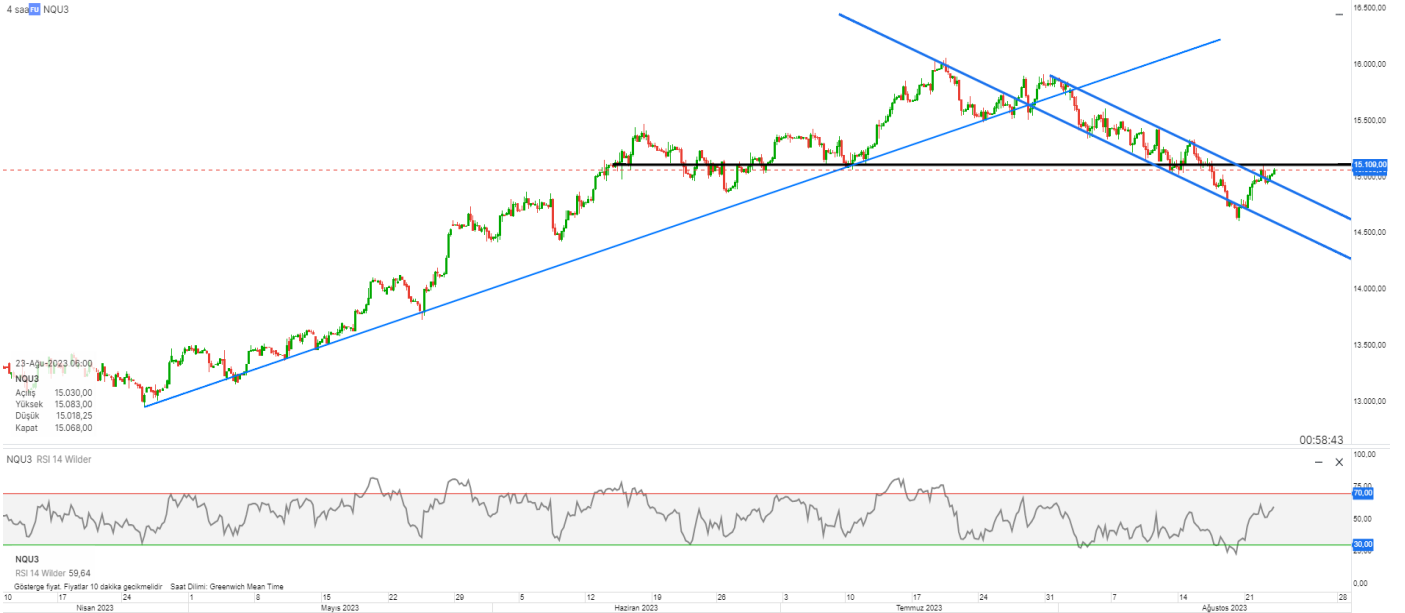 4 saa FU NQU3
16.500,00
16.000,00
15.500,00
15.100,00
15.000,00
14.500,00
14.000,00
13.500,00
13.000,00
23-Ağu-2023 06:00
NQU3
Açılış 15.030,00
Yüksek 15.083,00
Düşük 15.018,25
Kapat 15.068,00
00:58:43
NQU3 RSI 14 Wilder
100,00
75,00
70,00
50,00
30,00
25,00
0,00
NQU3
RSI 14 Wilder 59,64
Gösterge fiyat. Fiyatlar 10 dakika gecikmelidir Saat Dilimi: Greenwich Mean Time
10 17 24 1 8 15 22 29 5 12 19 26 3 10 17 24 31 7 14 21 28
Nisan 2023 Mayıs 2023 Haziran 2023 Temmuz 2023 Ağustos 2023